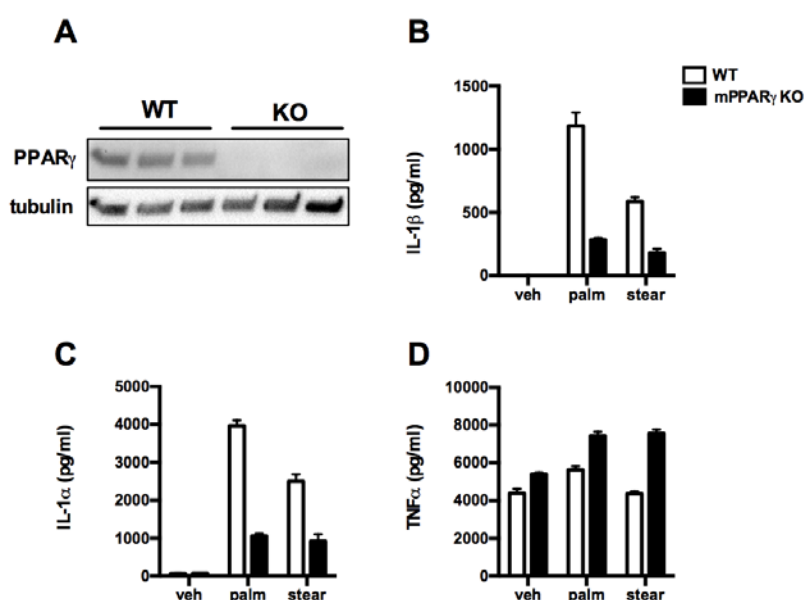 A
WT KO
PPARγ
tubulin
B
WT
mPPARγ KO
IL-1β (pg/ml)
1500
1000
500
0
veh palm stear
C
IL-1α (pg/ml)
5000
4000
3000
2000
1000
0
veh palm stear
D
TNFα (pg/ml)
10000
8000
6000
4000
2000
0
veh palm stear